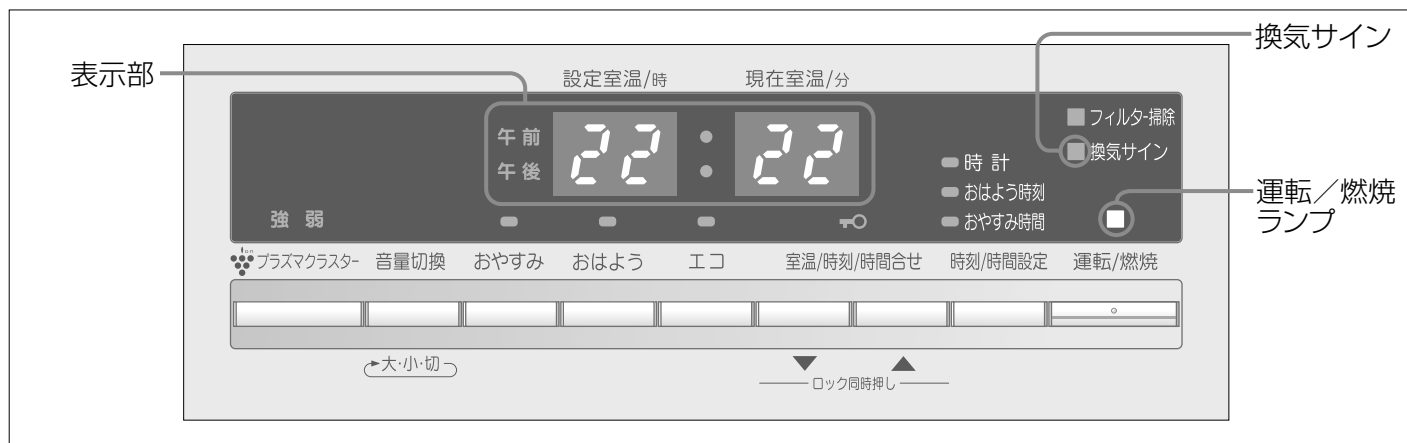 換気サイン
表示部
設定室温/時 現在室温/分
フィルター掃除
午前 22 : 22
換気サイン
午後
時計
おはよう時刻
運転/燃焼
ランプ
強 弱
おやすみ時間
プラズマクラスター 音量切換 おやすみ おはよう エコ 室温/時刻/時間合せ 時刻/時間設定 運転/燃焼
大・小・切
▼ ▲
ロック同時押し